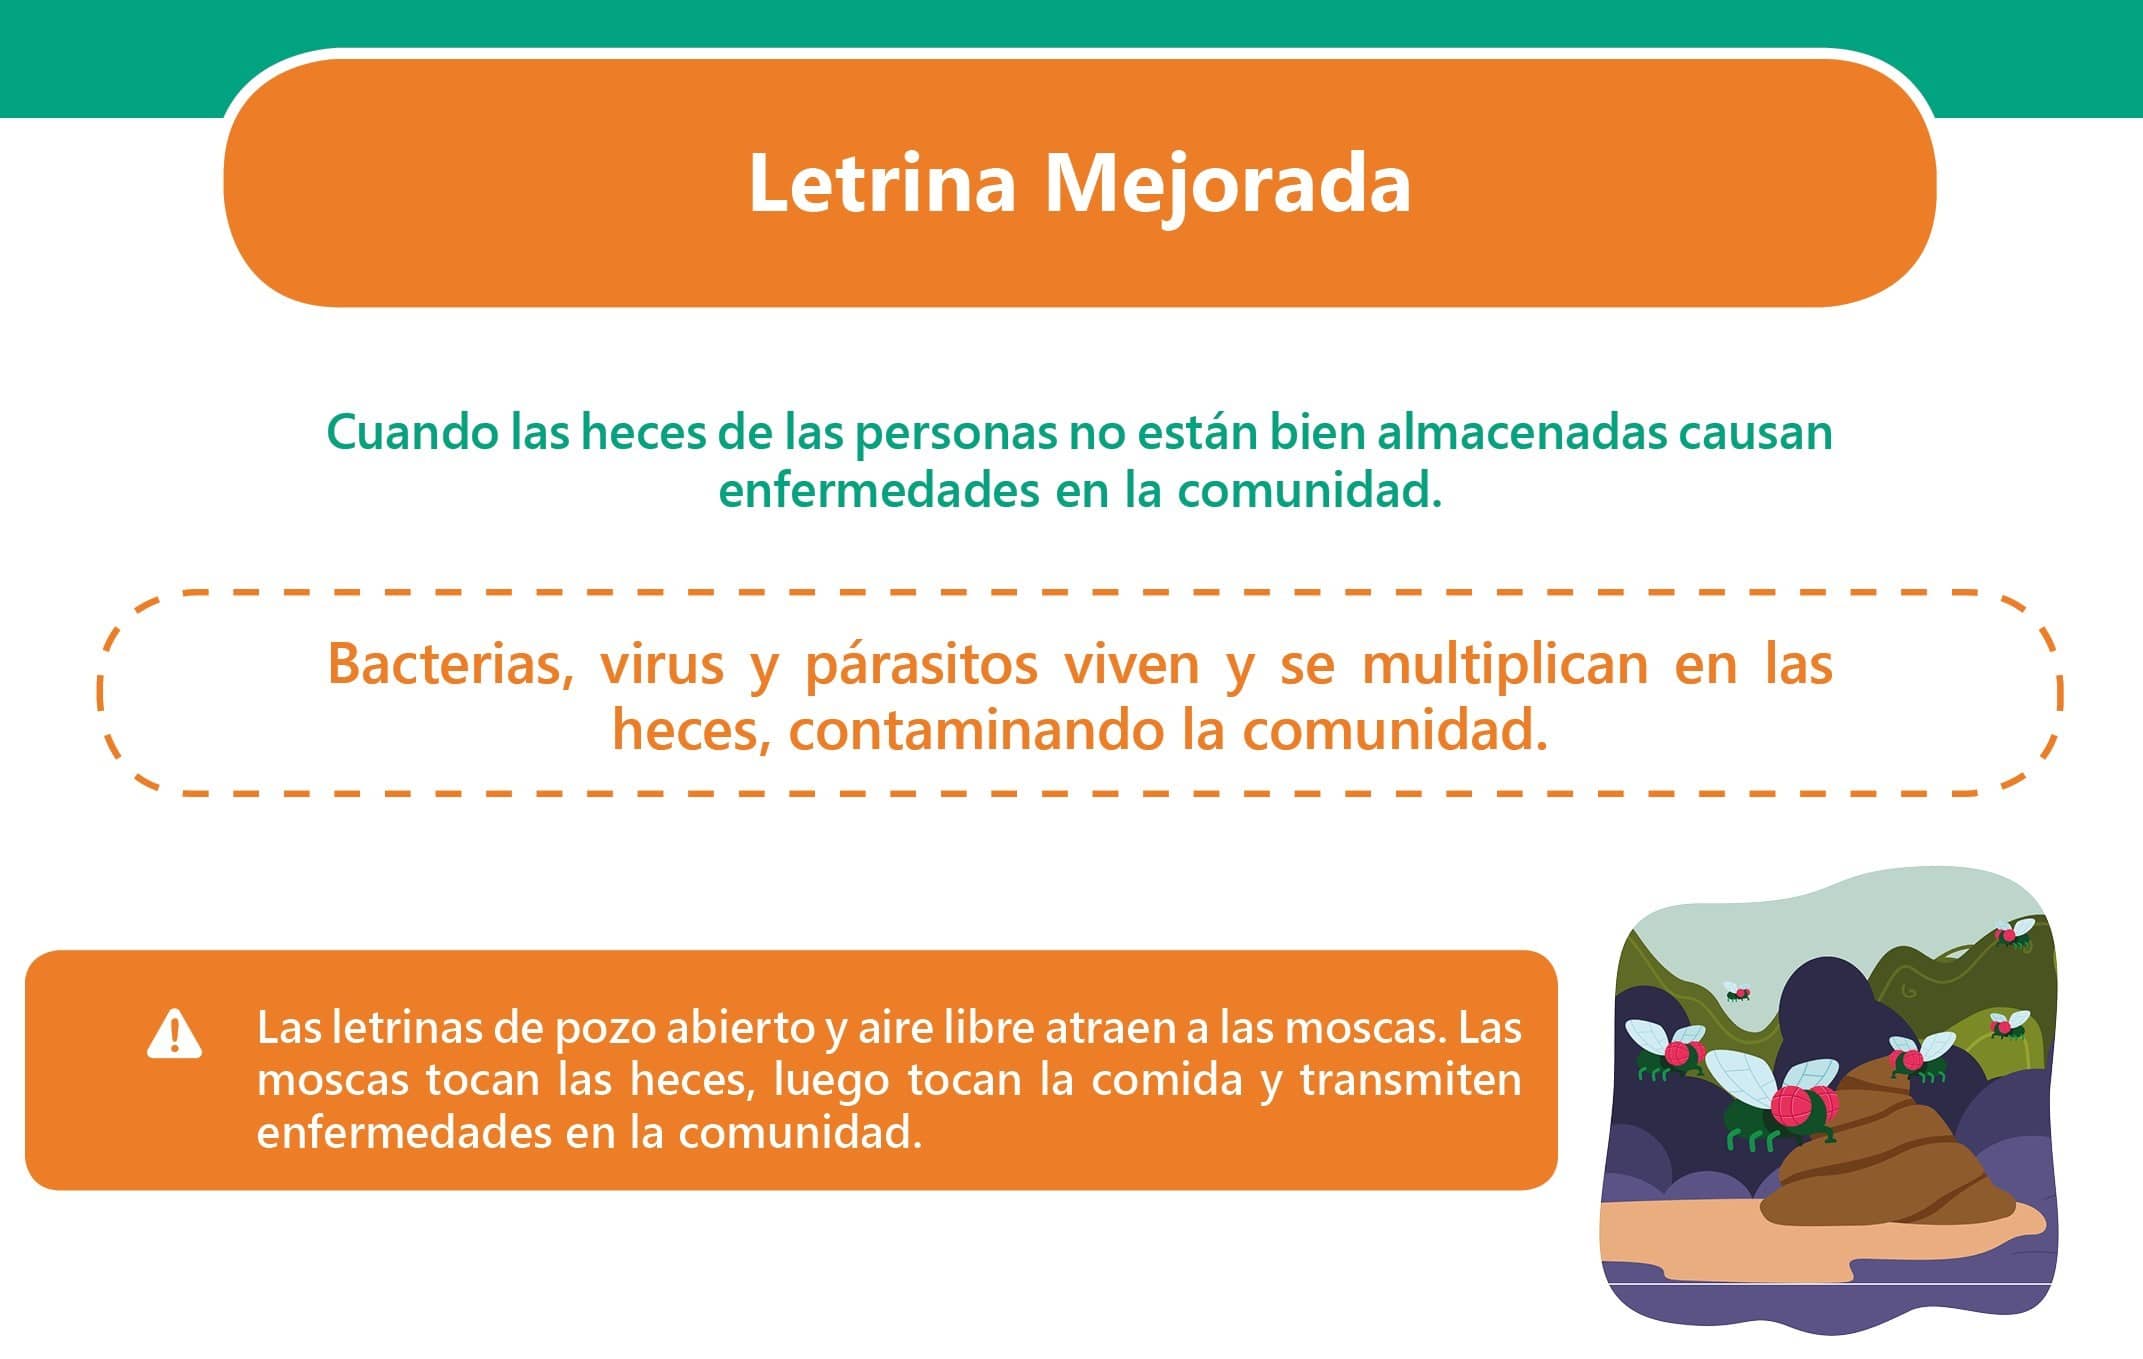 Letrina Mejorada
Cuando las heces de las personas no están bien almacenadas causan
enfermedades en la comunidad.
Bacterias, virus y párasitos viven y se multiplican en las
heces, contaminando la comunidad.
Las letrinas de pozo abierto y aire libre atraen a las moscas. Las
moscas tocan las heces, luego tocan la comida y transmiten
enfermedades en la comunidad.